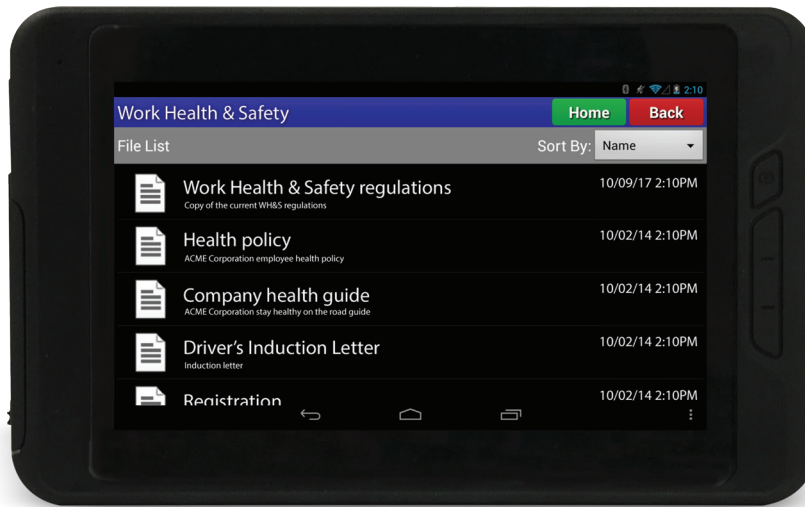 2:10
Work Health & Safety
Home
Back
File List
Sort By:
Name
Work Health & Safety regulations
10/09/17 2:10PM
Copy of the current WH&S regulations
Health policy
10/02/14 2:10PM
ACME Corporation employee health policy
Company health guide
10/02/14 2:10PM
ACME Corporation stay healthy on the road guide
Driver's Induction Letter
10/02/14 2:10PM
Induction letter
Registration
10/02/14 2:10PM